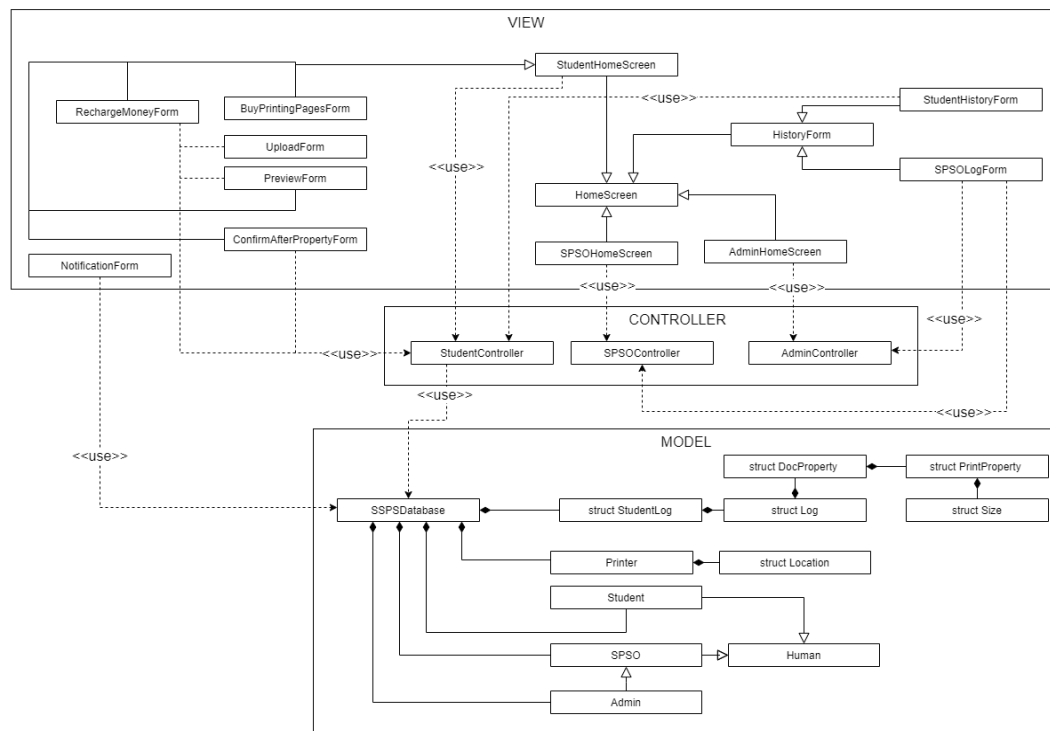 VIEW
StudentHomeScreen
RechargeMoneyForm
BuyPrintingPagesForm
<<use>>
StudentHistoryForm
HistoryForm
UploadForm
<<use>>
PreviewForm
SPSOLogForm
HomeScreen
ConfirmAfterPropertyForm
SPSOHomeScreen
AdminHomeScreen
NotificationForm
<<use>>
<<use>>
<<use>>
CONTROLLER
<<use>>
StudentController
SPSOController
AdminController
<<use>>
<<use>>
MODEL
<<use>>
struct DocProperty
struct PrintProperty
SSPSDatabase
struct StudentLog
struct Log
struct Size
Printer
struct Location
Student
SPSO
Human
Admin